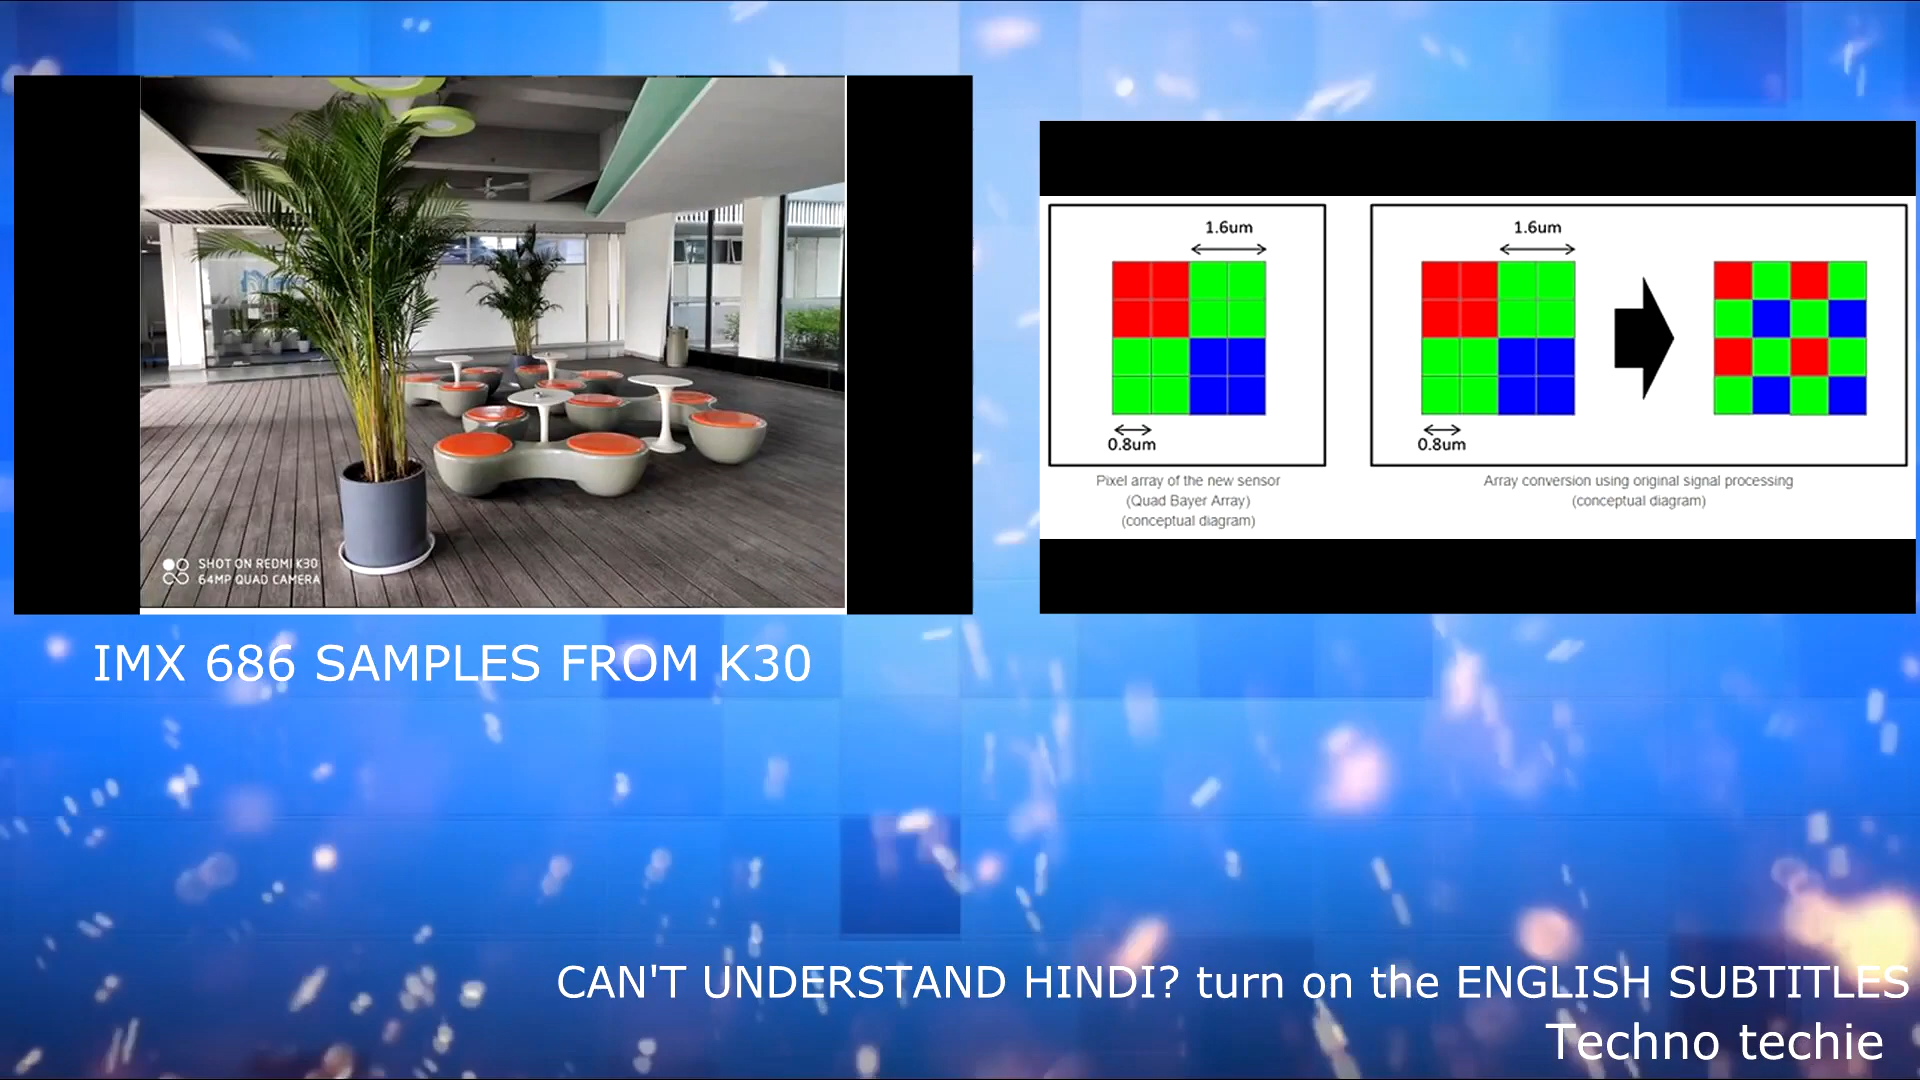 SHOT ON REDMI K30
64MP QUAD CAMERA
IMX 686 SAMPLES FROM K30
1.6um
0.8um
Pixel array of the new sensor
(Quad Bayer Array)
(conceptual diagram)
1.6um
0.8um
Array conversion using original signal processing
(conceptual diagram)
CAN'T UNDERSTAND HINDI? turn on the ENGLISH SUBTITLES
Techno techie